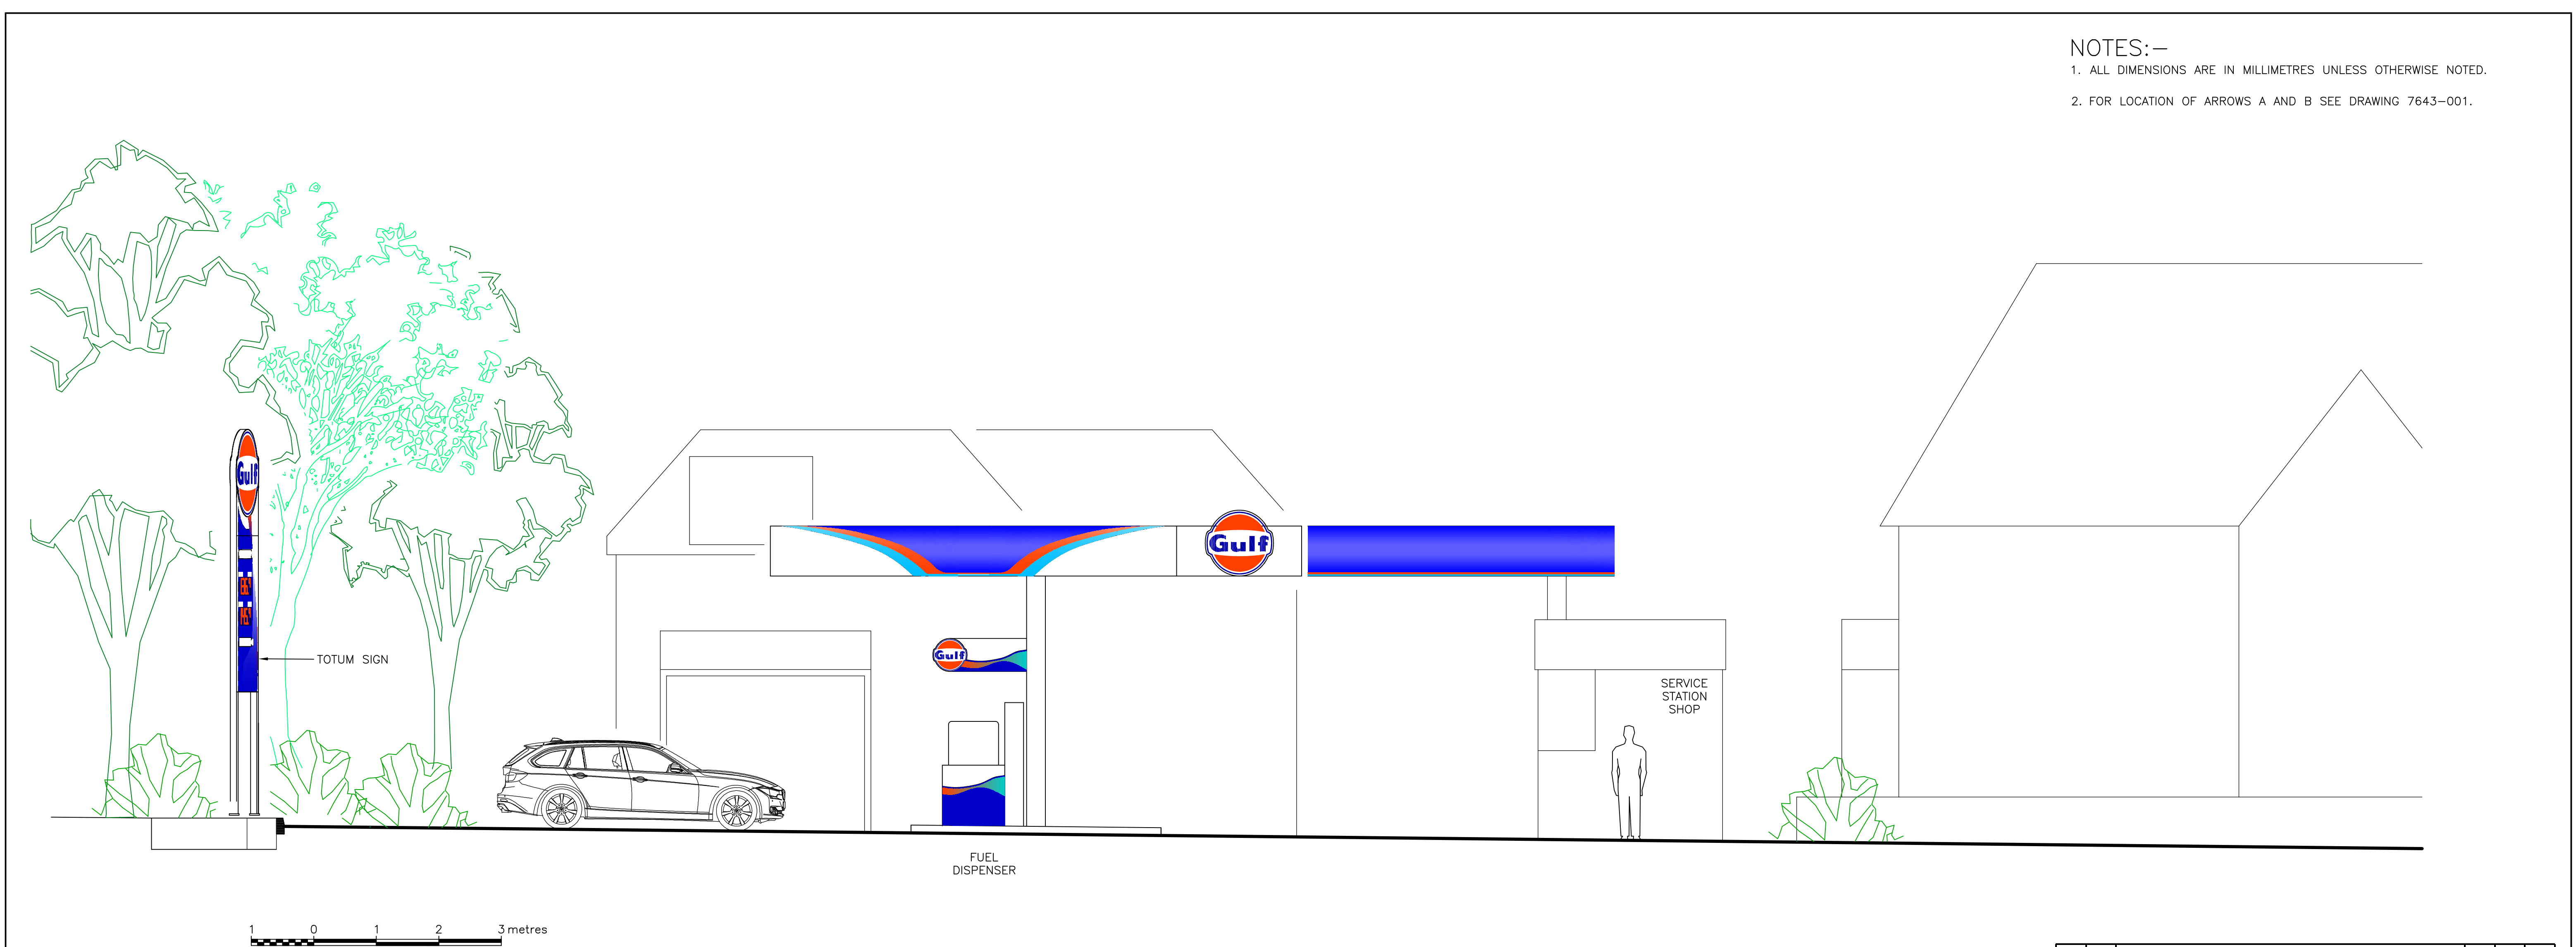 NOTES:—
1. ALL DIMENSIONS ARE IN MILLIMETRES UNLESS OTHERWISE NOTED.
2. FOR LOCATION OF ARROWS A AND B SEE DRAWING 7643—001.
Gulf
Gulf
Gulf
TOTUM SIGN
SERVICE
STATION
SHOP
FUEL
DISPENSER
1 0 1 2 3 metres